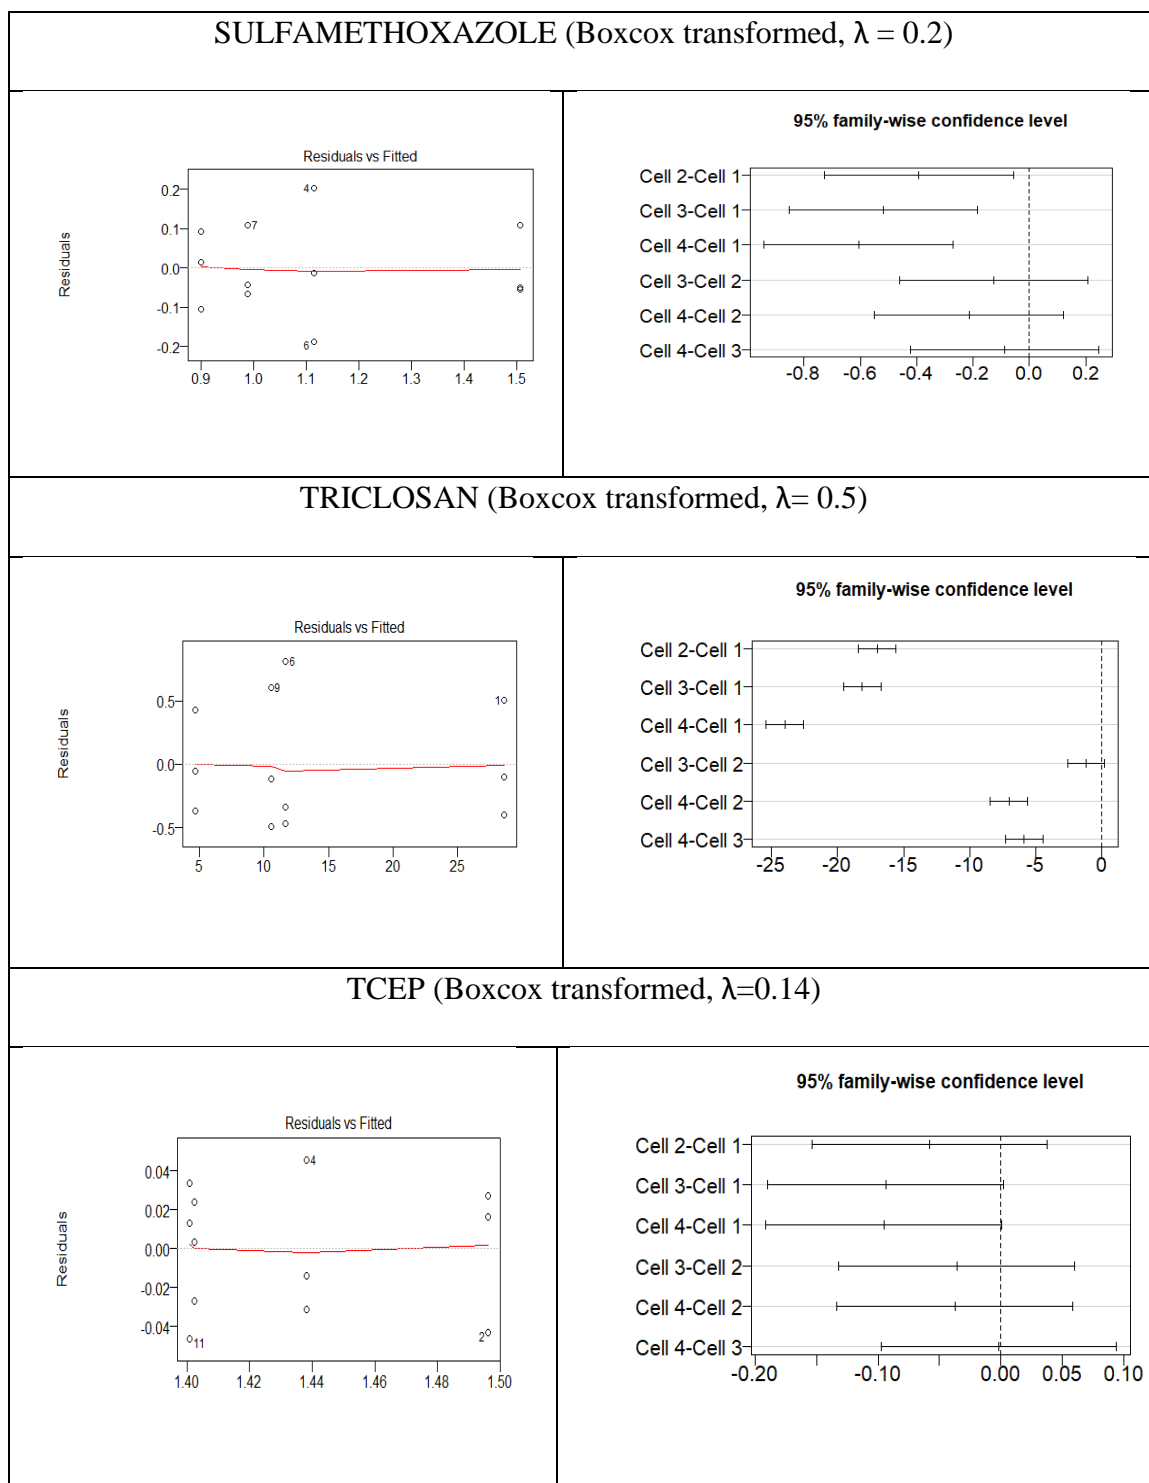 SULFAMETHOXAZOLE (Boxcox transformed, λ = 0.2)
Residuals vs Fitted
Residuals
0.2
0.1
0.0
-0.1
-0.2
4
7
6
0.9 1.0 1.1 1.2 1.3 1.4 1.5
95% family-wise confidence level
Cell 2-Cell 1
Cell 3-Cell 1
Cell 4-Cell 1
Cell 3-Cell 2
Cell 4-Cell 2
Cell 4-Cell 3
-0.8 -0.6 -0.4 -0.2 0.0 0.2
TRICLOSAN (Boxcox transformed, λ= 0.5)
Residuals vs Fitted
Residuals
0.5
0.0
-0.5
6
9
1
5 10 15 20 25
95% family-wise confidence level
Cell 2-Cell 1
Cell 3-Cell 1
Cell 4-Cell 1
Cell 3-Cell 2
Cell 4-Cell 2
Cell 4-Cell 3
-25 -20 -15 -10 -5 0
TCEP (Boxcox transformed, λ=0.14)
Residuals vs Fitted
Residuals
0.04
0.02
0.00
-0.02
-0.04
4
11
2
1.40 1.42 1.44 1.46 1.48 1.50
95% family-wise confidence level
Cell 2-Cell 1
Cell 3-Cell 1
Cell 4-Cell 1
Cell 3-Cell 2
Cell 4-Cell 2
Cell 4-Cell 3
-0.20 -0.10 0.00 0.05 0.10